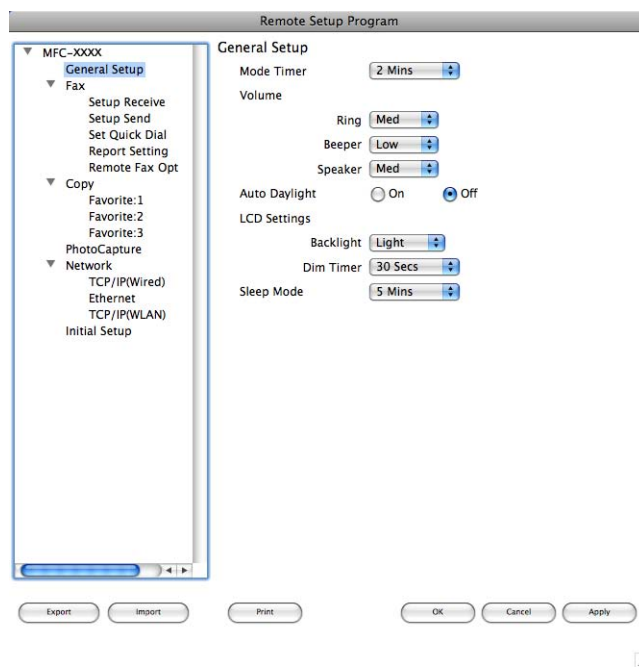 Remote Setup Program
MFC-XXXX
General Setup
Fax
Setup Receive
Setup Send
Set Quick Dial
Report Setting
Remote Fax Opt
Copy
Favorite:1
Favorite:2
Favorite:3
PhotoCapture
Network
TCP/IP(Wired)
Ethernet
TCP/IP(WLAN)
Initial Setup
General Setup
Mode Timer 2 Mins
Volume
Ring Med
Beeper Low
Speaker Med
Auto Daylight On Off
LCD Settings
Backlight Light
Dim Timer 30 Secs
Sleep Mode 5 Mins
Export Import Print OK Cancel Apply